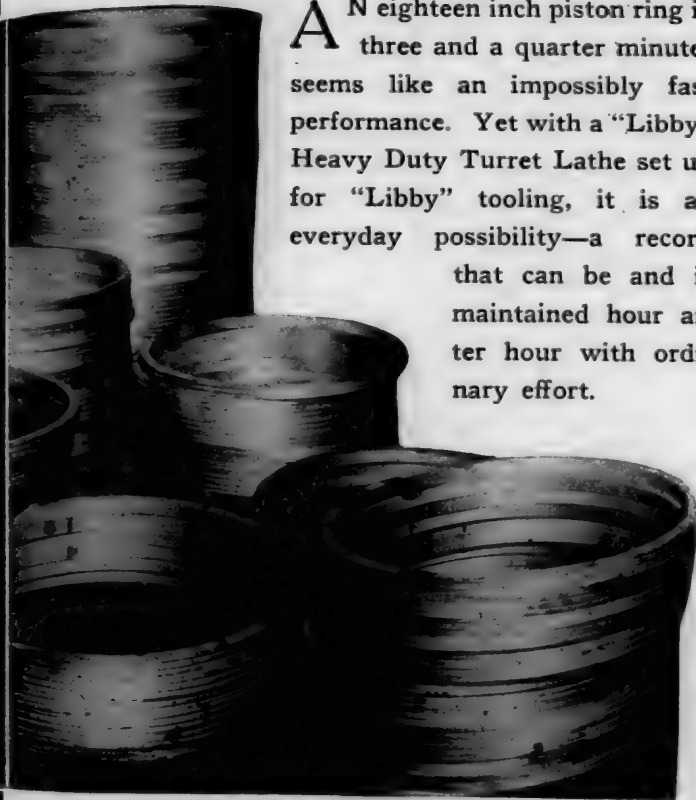 AN eighteen inch piston ring i
three and a quarter minute
seems like an impossibly fas
performance. Yet with a "Libby
Heavy Duty Turret Lathe set u
for "Libby" tooling, it is a
everyday possibility—a recor
that can be and i
maintained hour a
ter hour with ord
nary effort.